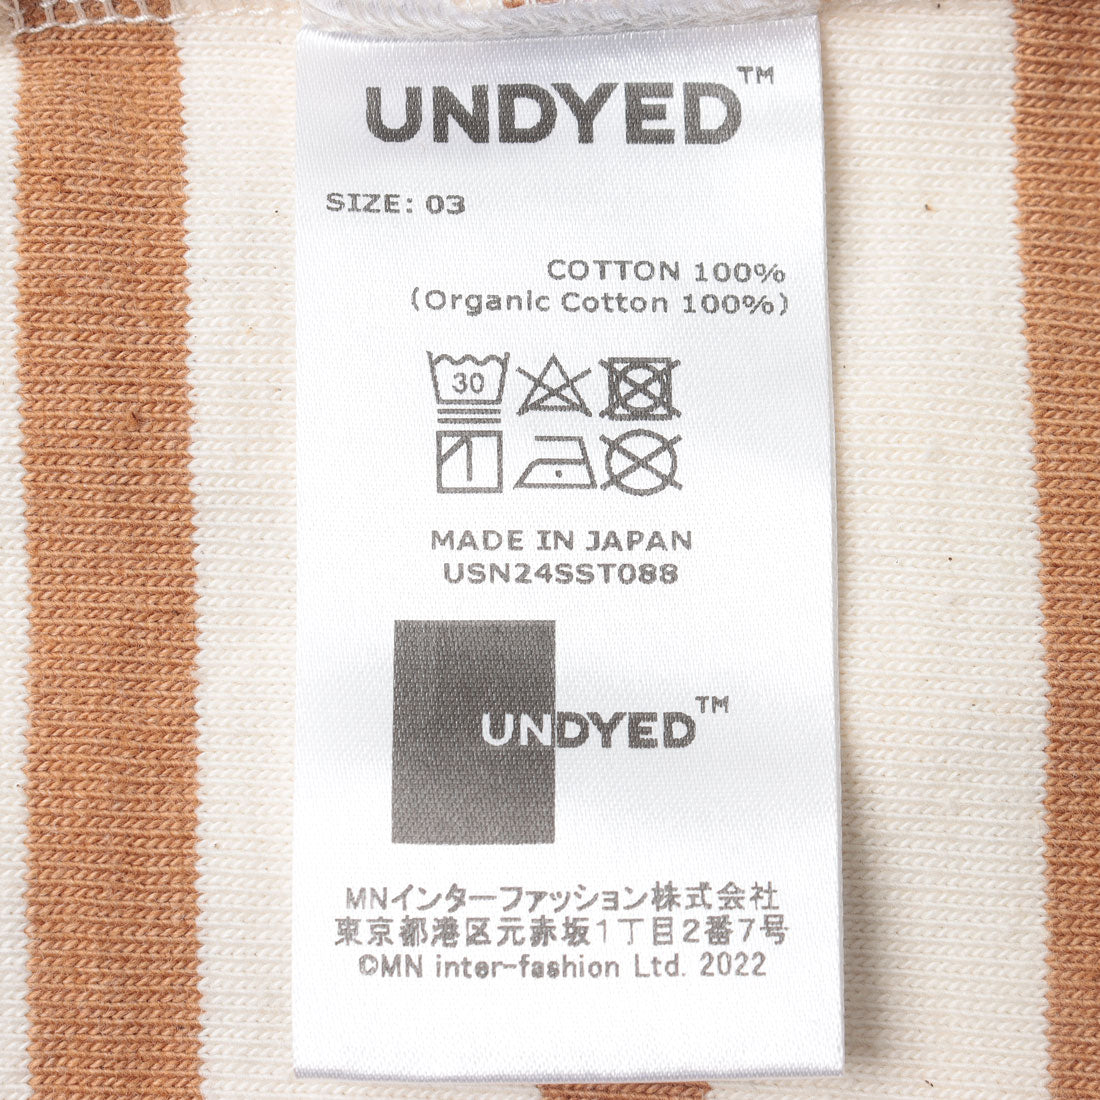 UNDYED™
SIZE: 03
COTTON 100%
(Organic Cotton 100%)
30
MADE IN JAPAN
USN24SST088
UNDYED™
MNインターファッション株式会社
東京都港区元赤坂1丁目2番7号
©MN inter-fashion Ltd. 2022